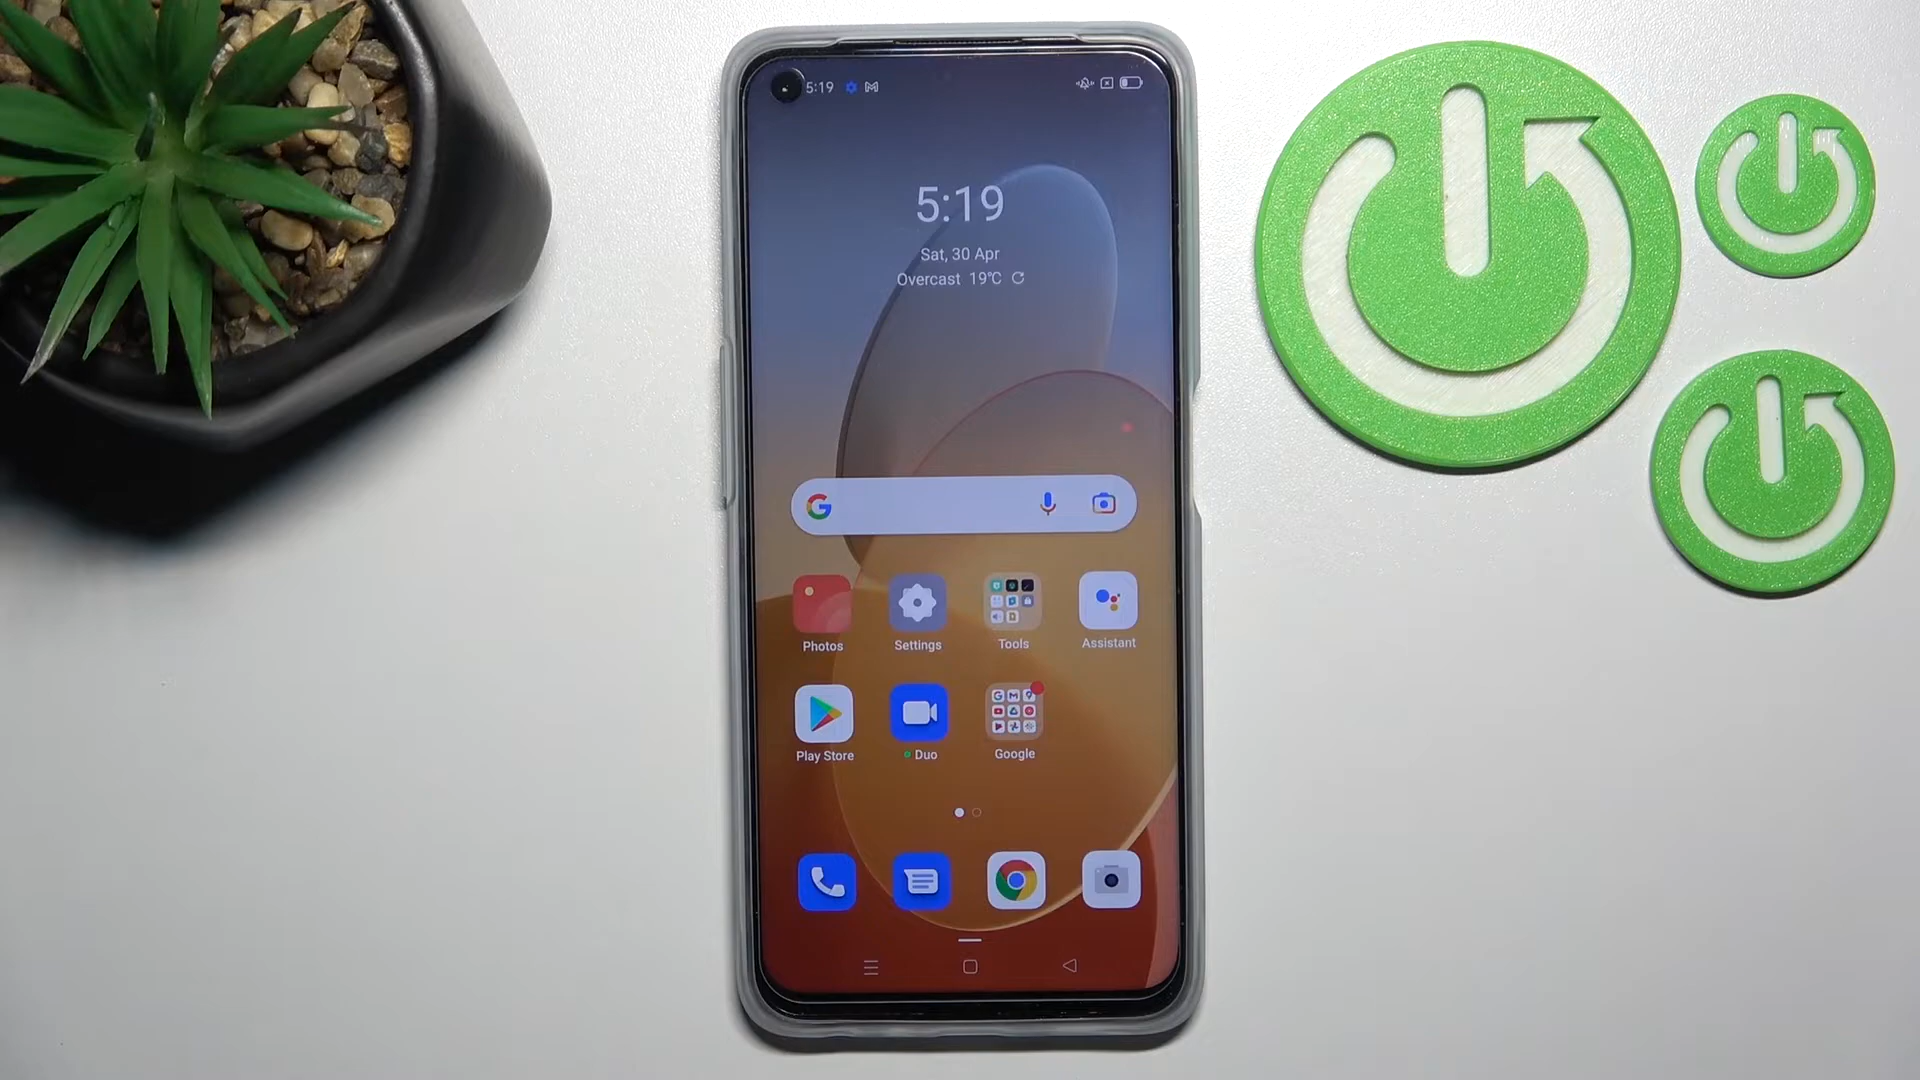 5:19
5:19
Sat, 30 Apr
Overcast 19°C
Photos
Settings
Tools
Assistant
Play Store
Duo
Google